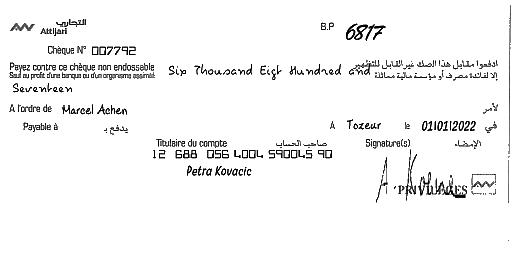 التجاري
Attijari
B.P 6817
Chèque N° 007792
Payez contre ce chèque non endossable
Sauf au profit d'une banque ou d'un organisme assimilé
Six Thousand Eight Hundred and
ادفعوا مقابل هذا الصك غير القابل للتظهير
إلا لفائدة مصرف أو مؤسسة مالية مماثلة
Seventeen
A l'ordre de Marcel Achen لأمر
Payable à يدفع بـ
A Tozeur le 01/01/2022 في
Titulaire du compte صاحب الحساب Signature(s) الإمضاء
12 688 056 4004 590045 90
Petra Kovacic
PRIVILEGES